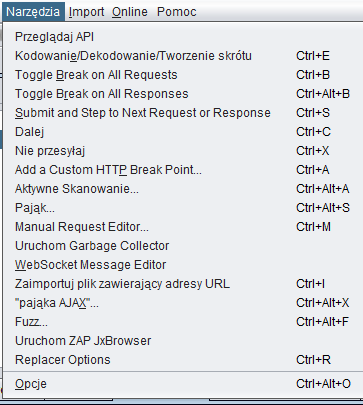 Narzędzia Import Online Pomoc
Przeglądaj API
Kodowanie/Dekodowanie/Tworzenie skrótu Ctrl+E
Toggle Break on All Requests Ctrl+B
Toggle Break on All Responses Ctrl+Alt+B
Submit and Step to Next Request or Response Ctrl+S
Dalej Ctrl+C
Nie przesyłaj Ctrl+X
Add a Custom HTTP Break Point... Ctrl+A
Aktywne Skanowanie... Ctrl+Alt+A
Pająk... Ctrl+Alt+S
Manual Request Editor... Ctrl+M
Uruchom Garbage Collector
WebSocket Message Editor
Zaimportuj plik zawierający adresy URL Ctrl+I
"pająka AJAX"... Ctrl+Alt+X
Fuzz... Ctrl+Alt+F
Uruchom ZAP JxBrowser
Replacer Options Ctrl+R
Opcje Ctrl+Alt+O